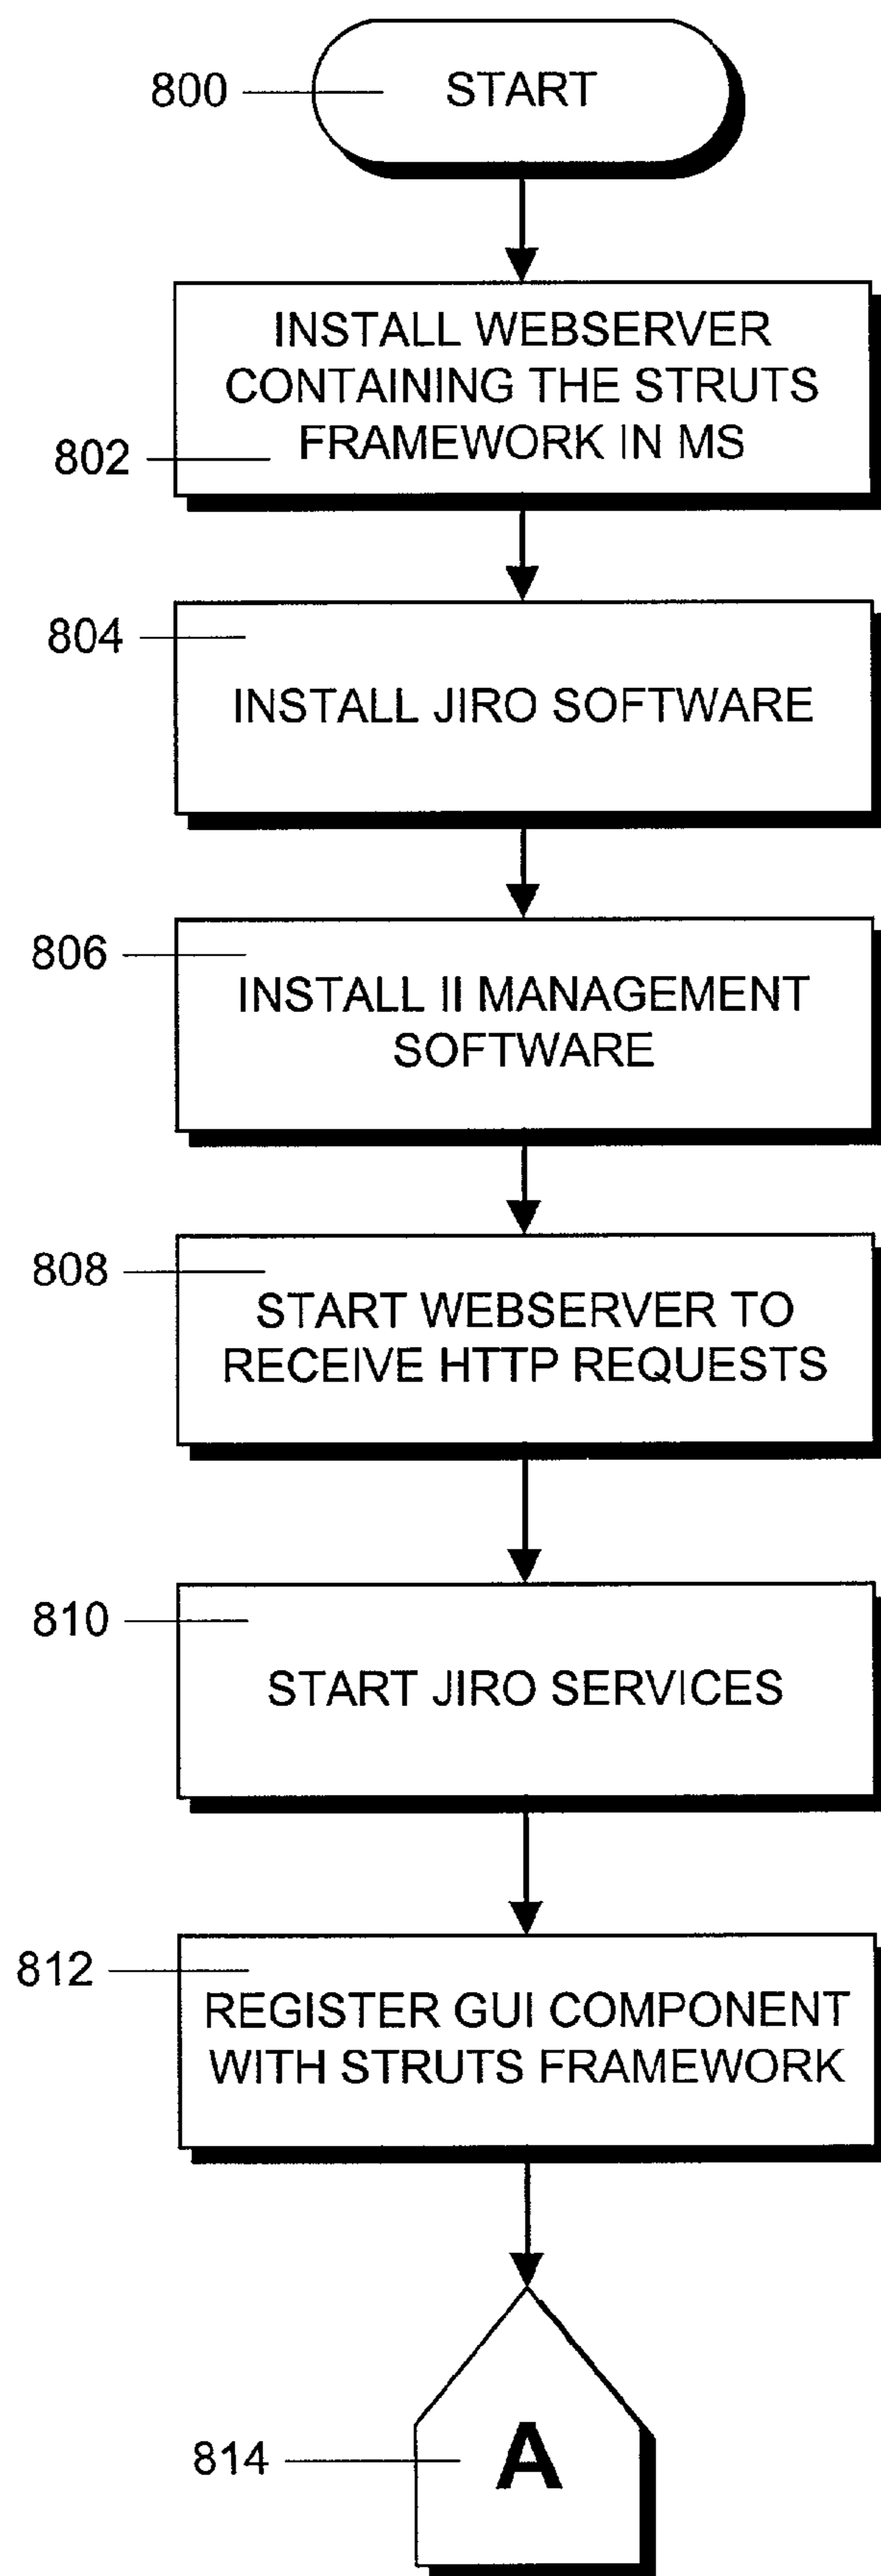 800
START
INSTALL WEBSERVER
CONTAINING THE STRUTS
FRAMEWORK IN MS
802
804
INSTALL JIRO SOFTWARE
806
INSTALL II MANAGEMENT
SOFTWARE
808
START WEBSERVER TO
RECEIVE HTTP REQUESTS
810
START JIRO SERVICES
812
REGISTER GUI COMPONENT
WITH STRUTS FRAMEWORK
814
A